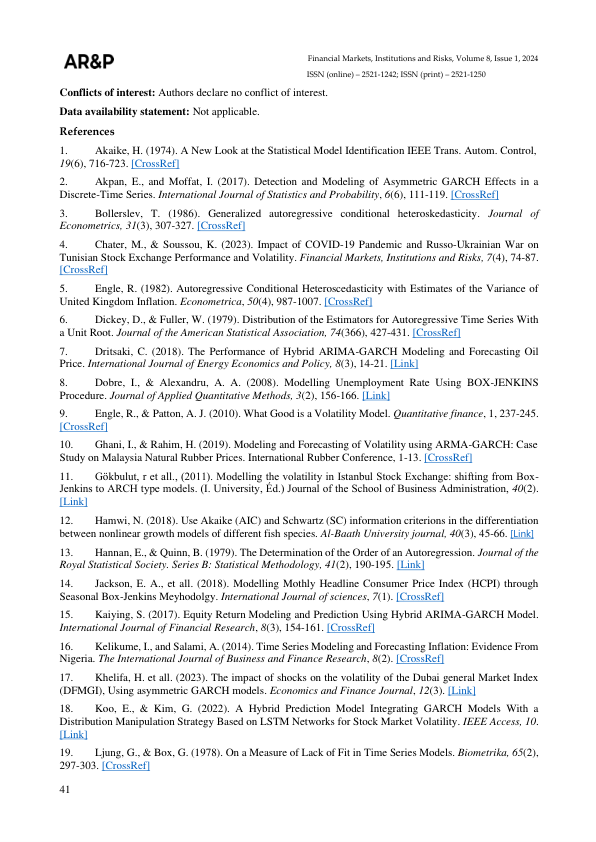 AR&P
Financial Markets, Institutions and Risks, Volume 8, Issue 1, 2024
ISSN (online) – 2521-1242; ISSN (print) – 2521-1250
Conflicts of interest: Authors declare no conflict of interest.
Data availability statement: Not applicable.
References
1. Akaike, H. (1974). A New Look at the Statistical Model Identification IEEE Trans. Autom. Control,
19(6), 716-723. [CrossRef]
2. Akpan, E., and Moffat, I. (2017). Detection and Modeling of Asymmetric GARCH Effects in a
Discrete-Time Series. International Journal of Statistics and Probability, 6(6), 111-119. [CrossRef]
3. Bollerslev, T. (1986). Generalized autoregressive conditional heteroskedasticity. Journal of
Econometrics, 31(3), 307-327. [CrossRef]
4. Chater, M., & Soussou, K. (2023). Impact of COVID-19 Pandemic and Russo-Ukrainian War on
Tunisian Stock Exchange Performance and Volatility. Financial Markets, Institutions and Risks, 7(4), 74-87.
[CrossRef]
5. Engle, R. (1982). Autoregressive Conditional Heteroscedasticity with Estimates of the Variance of
United Kingdom Inflation. Econometrica, 50(4), 987-1007. [CrossRef]
6. Dickey, D., & Fuller, W. (1979). Distribution of the Estimators for Autoregressive Time Series With
a Unit Root. Journal of the American Statistical Association, 74(366), 427-431. [CrossRef]
7. Dritsaki, C. (2018). The Performance of Hybrid ARIMA-GARCH Modeling and Forecasting Oil
Price. International Journal of Energy Economics and Policy, 8(3), 14-21. [Link]
8. Dobre, I., & Alexandru, A. A. (2008). Modelling Unemployment Rate Using BOX-JENKINS
Procedure. Journal of Applied Quantitative Methods, 3(2), 156-166. [Link]
9. Engle, R., & Patton, A. J. (2010). What Good is a Volatility Model. Quantitative finance, 1, 237-245.
[CrossRef]
10. Ghani, I., & Rahim, H. (2019). Modeling and Forecasting of Volatility using ARMA-GARCH: Case
Study on Malaysia Natural Rubber Prices. International Rubber Conference, 1-13. [CrossRef]
11. Gökbulut, r et all., (2011). Modelling the volatility in Istanbul Stock Exchange: shifting from Box-
Jenkins to ARCH type models. (I. University, Éd.) Journal of the School of Business Administration, 40(2).
[Link]
12. Hamwi, N. (2018). Use Akaike (AIC) and Schwartz (SC) information criterions in the differentiation
between nonlinear growth models of different fish species. Al-Baath University journal, 40(3), 45-66. [Link]
13. Hannan, E., & Quinn, B. (1979). The Determination of the Order of an Autoregression. Journal of the
Royal Statistical Society. Series B: Statistical Methodology, 41(2), 190-195. [Link]
14. Jackson, E. A., et all. (2018). Modelling Mothly Headline Consumer Price Index (HCPI) through
Seasonal Box-Jenkins Meyhodolgy. International Journal of sciences, 7(1). [CrossRef]
15. Kaiying, S. (2017). Equity Return Modeling and Prediction Using Hybrid ARIMA-GARCH Model.
International Journal of Financial Research, 8(3), 154-161. [CrossRef]
16. Kelikume, I., and Salami, A. (2014). Time Series Modeling and Forecasting Inflation: Evidence From
Nigeria. The International Journal of Business and Finance Research, 8(2). [CrossRef]
17. Khelifa, H. et all. (2023). The impact of shocks on the volatility of the Dubai general Market Index
(DFMGI), Using asymmetric GARCH models. Economics and Finance Journal, 12(3). [Link]
18. Koo, E., & Kim, G. (2022). A Hybrid Prediction Model Integrating GARCH Models With a
Distribution Manipulation Strategy Based on LSTM Networks for Stock Market Volatility. IEEE Access, 10.
[Link]
19. Ljung, G., & Box, G. (1978). On a Measure of Lack of Fit in Time Series Models. Biometrika, 65(2),
297-303. [CrossRef]
41